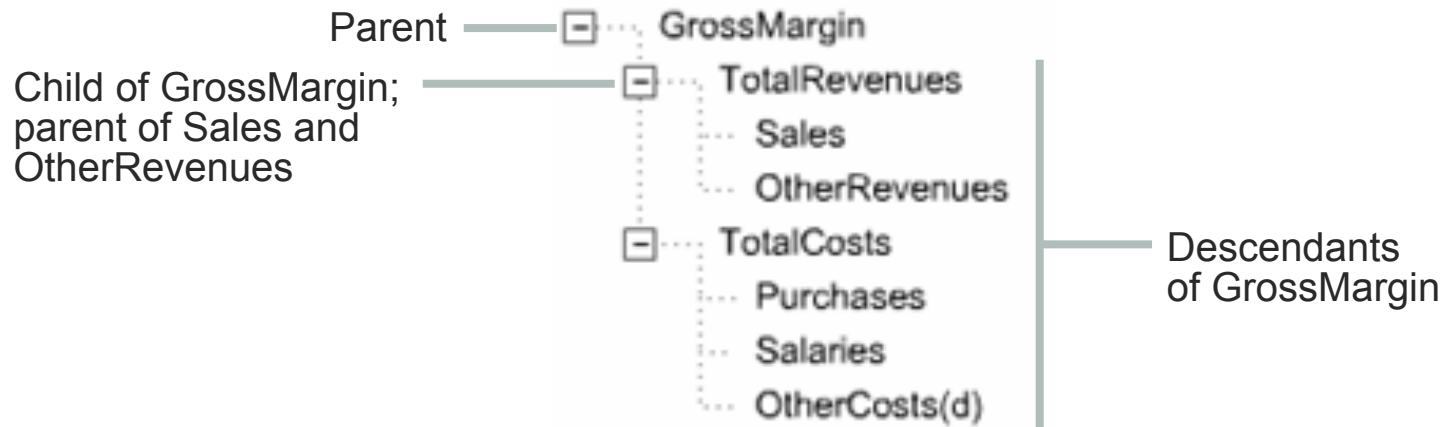 Parent
GrossMargin
Child of GrossMargin;
parent of Sales and
OtherRevenues
TotalRevenues
Sales
OtherRevenues
TotalCosts
Purchases
Salaries
OtherCosts(d)
Descendants
of GrossMargin